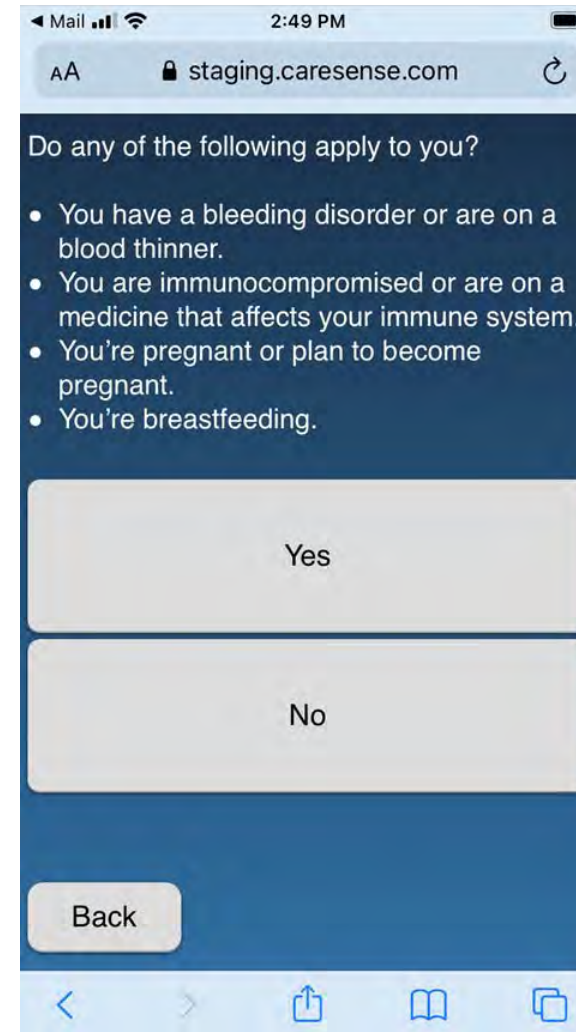 ◀ Mail 2:49 PM
AA staging.caresense.com
Do any of the following apply to you?
• You have a bleeding disorder or are on a
blood thinner.
• You are immunocompromised or are on a
medicine that affects your immune system
• You’re pregnant or plan to become
pregnant.
• You’re breastfeeding.
Yes
No
Back